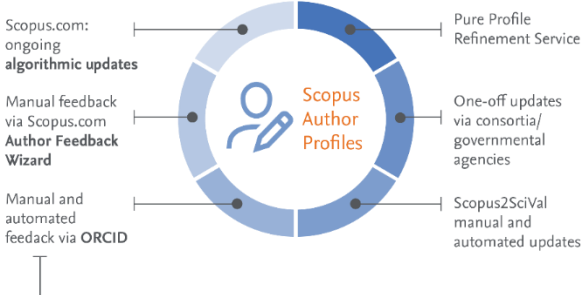 Scopus.com:
ongoing
algorithmic updates
Manual feedback
via Scopus.com
Author Feedback
Wizard
Manual and
automated
feedack via ORCID
Scopus
Author
Profiles
Pure Profile
Refinement Service
One-off updates
via consortia/
governmental
agencies
Scopus2SciVal
manual and
automated updates